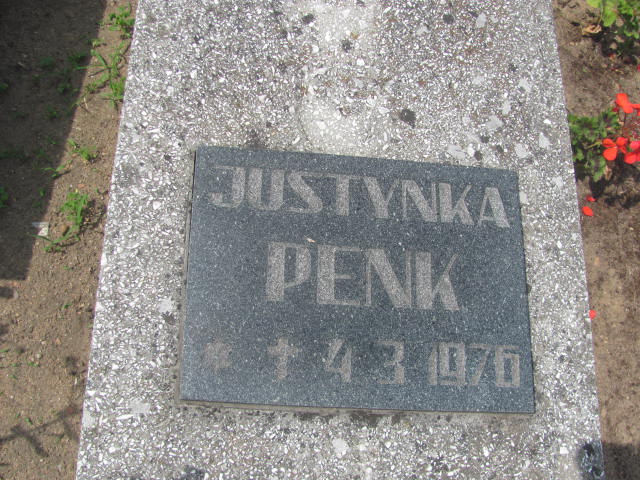 JUSTYNKA
PENK
* † 4 3 1976